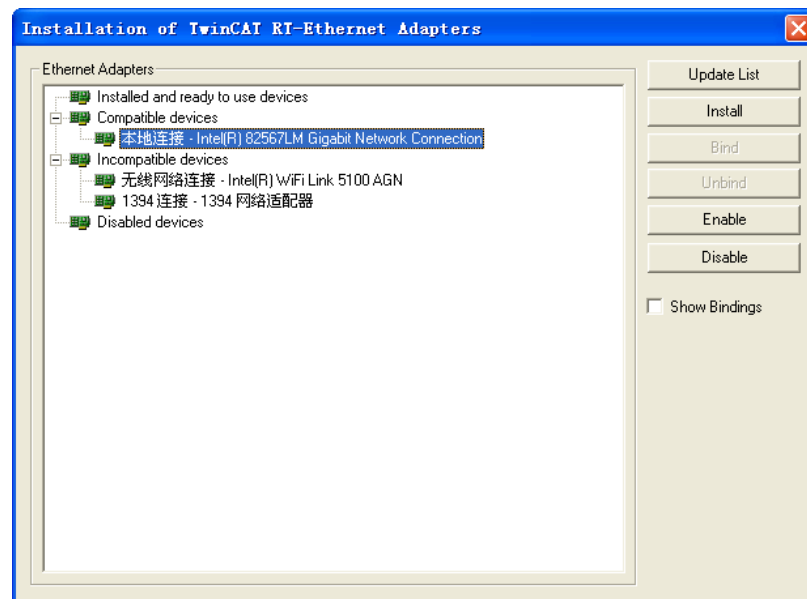 Installation of TwinCAT RT-Ethernet Adapters
Ethernet Adapters
Installed and ready to use devices
Compatible devices
本地连接 - Intel(R) 82567LM Gigabit Network Connection
Incompatible devices
无线网络连接 - Intel(R) WiFi Link 5100 AGN
1394 连接 - 1394 网络适配器
Disabled devices
Update List
Install
Bind
Unbind
Enable
Disable
Show Bindings